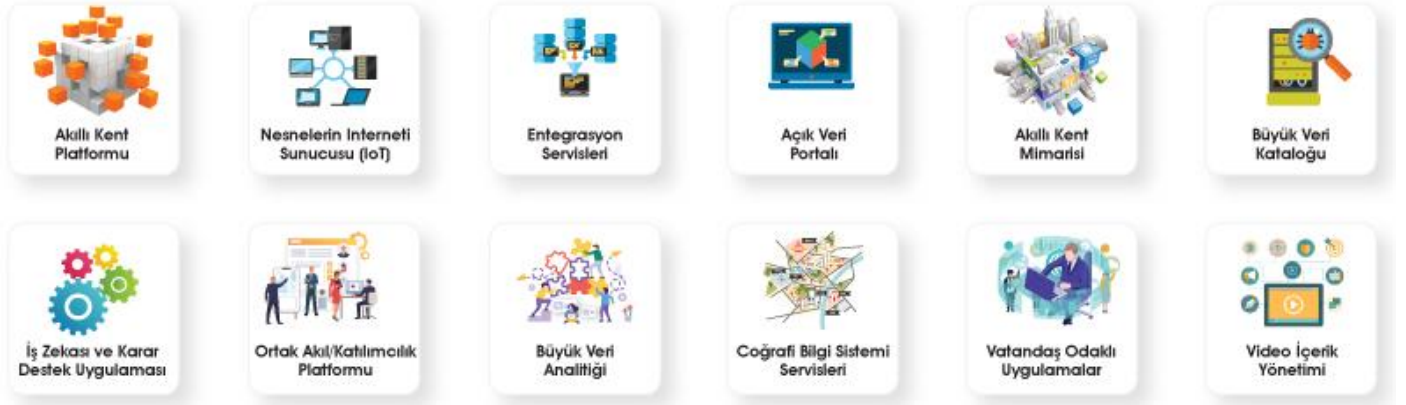 Akıllı Kent
Platformu
Nesnelerin Interneti
Sunucusu (IoT)
Entegrasyon
Servisleri
Açık Veri
Portalı
Akıllı Kent
Mimarisi
Büyük Veri
Kataloğu
İş Zekası ve Karar
Destek Uygulaması
Ortak Akıl/Katılımcılık
Platformu
Büyük Veri
Analitiği
Coğrafi Bilgi Sistemi
Servisleri
Vatandaş Odaklı
Uygulamalar
Video İçerik
Yönetimi